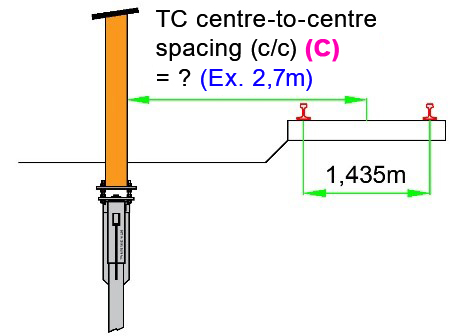 TC centre-to-centre
spacing (c/c) (C)
= ? (Ex. 2,7m)
1,435m